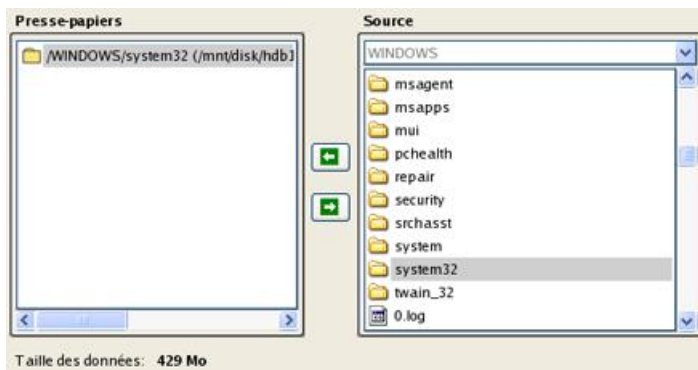 Presse-papiers
/WINDOWS/system32 (/mnt/disk/hdb1
Source
WINDOWS
msagent
msapps
mui
pchealth
repair
security
srchasst
system
system32
twain_32
0.log
Taille des données: 429 Mo